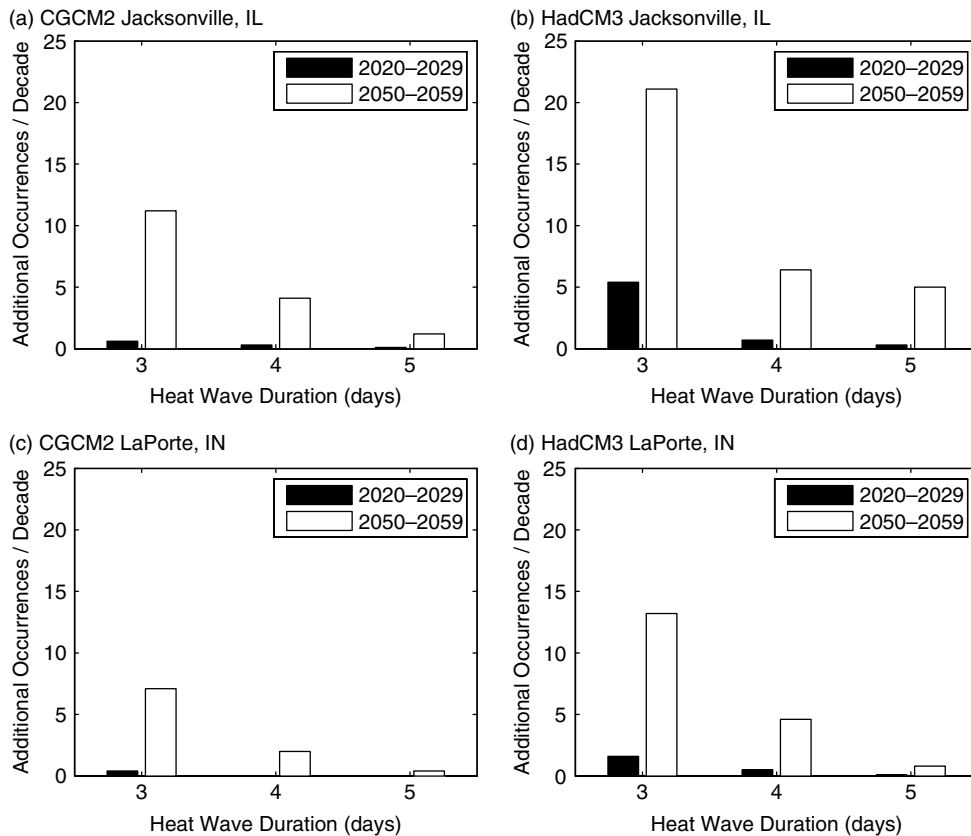 (a) CGCM2 Jacksonville, IL
Additional Occurrences / Decade
25
20
15
10
5
0
2020–2029
2050–2059
3 4 5
Heat Wave Duration (days)
(b) HadCM3 Jacksonville, IL
Additional Occurrences / Decade
25
20
15
10
5
0
2020–2029
2050–2059
3 4 5
Heat Wave Duration (days)
(c) CGCM2 LaPorte, IN
Additional Occurrences / Decade
25
20
15
10
5
0
2020–2029
2050–2059
3 4 5
Heat Wave Duration (days)
(d) HadCM3 LaPorte, IN
Additional Occurrences / Decade
25
20
15
10
5
0
2020–2029
2050–2059
3 4 5
Heat Wave Duration (days)